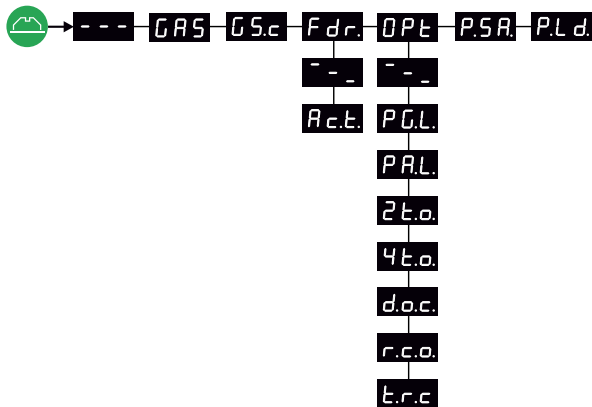 --- GAS GS.c Fdr. OPt P.SA. P.Ld.
Ac.t. PG.L.
PA.L.
2t.o.
4t.o.
d.o.c.
r.c.o.
t.r.c